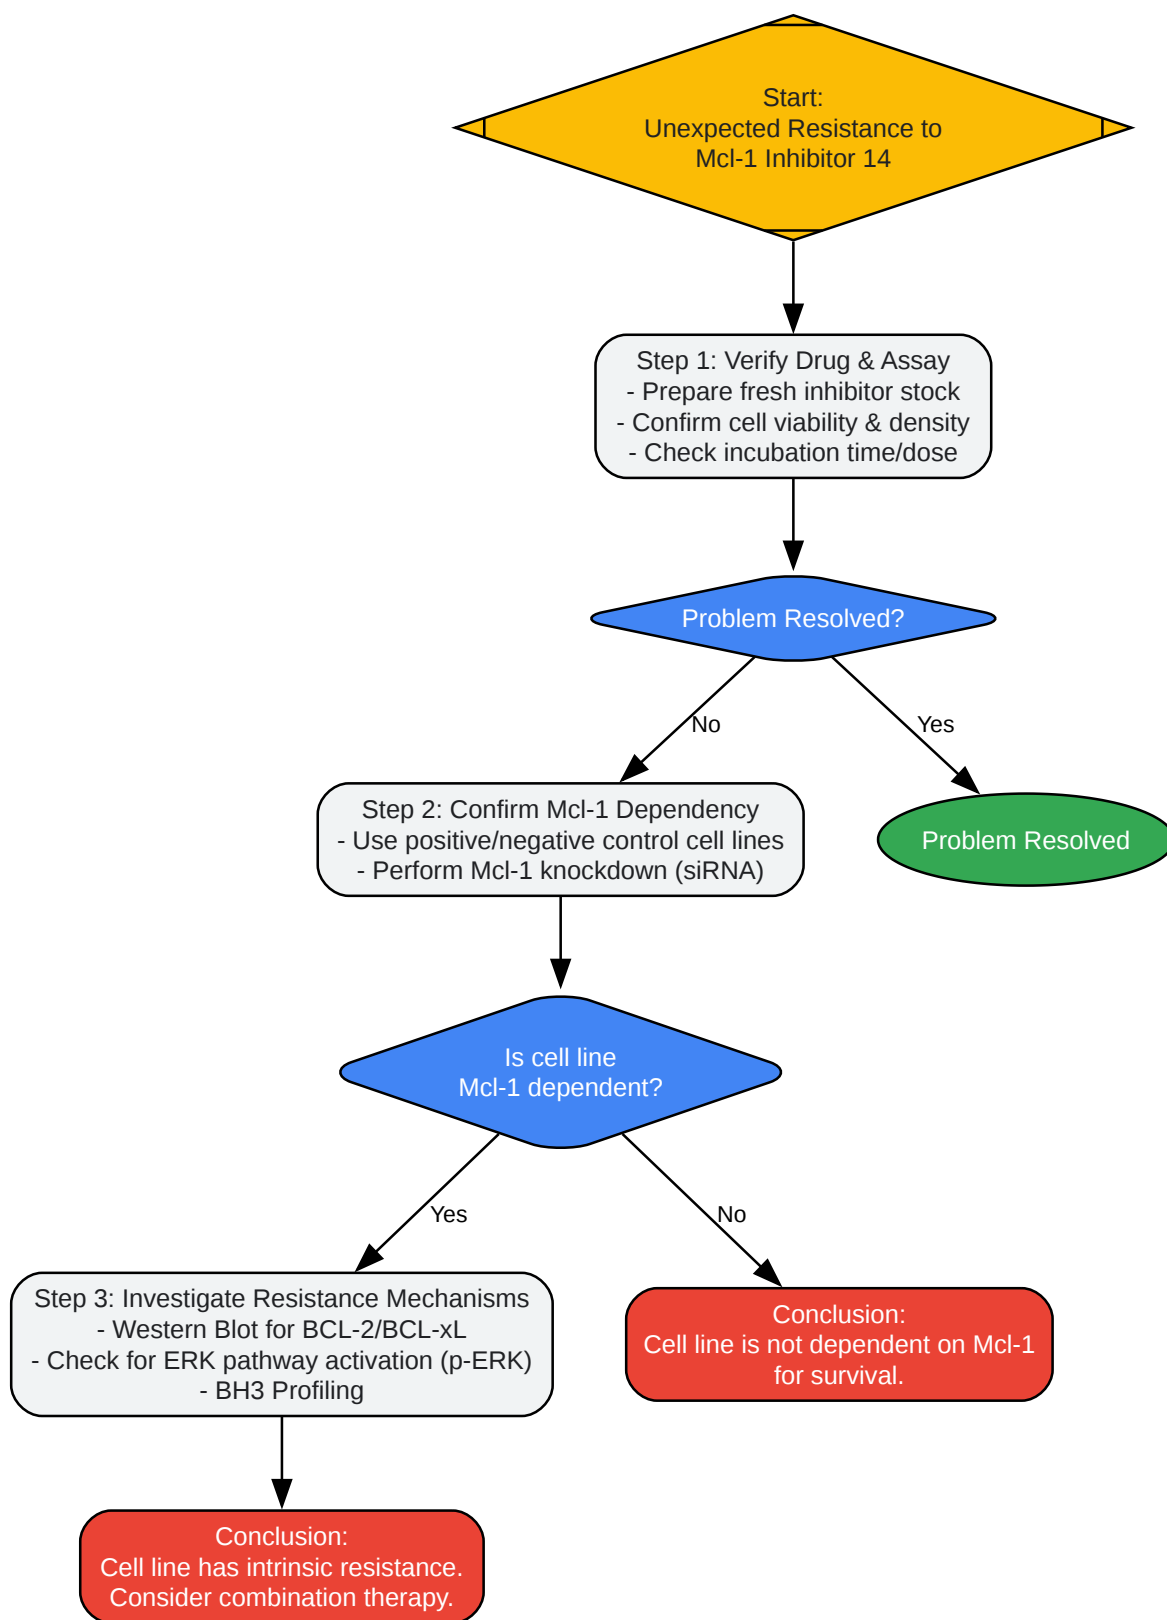 Start:
Unexpected Resistance to
Mcl-1 Inhibitor 14
Step 1: Verify Drug & Assay
- Prepare fresh inhibitor stock
- Confirm cell viability & density
- Check incubation time/dose
Problem Resolved?
No
Yes
Step 2: Confirm Mcl-1 Dependency
- Use positive/negative control cell lines
- Perform Mcl-1 knockdown (siRNA)
Problem Resolved
Is cell line
Mcl-1 dependent?
Yes
No
Step 3: Investigate Resistance Mechanisms
- Western Blot for BCL-2/BCL-xL
- Check for ERK pathway activation (p-ERK)
- BH3 Profiling
Conclusion:
Cell line is not dependent on Mcl-1
for survival.
Conclusion:
Cell line has intrinsic resistance.
Consider combination therapy.